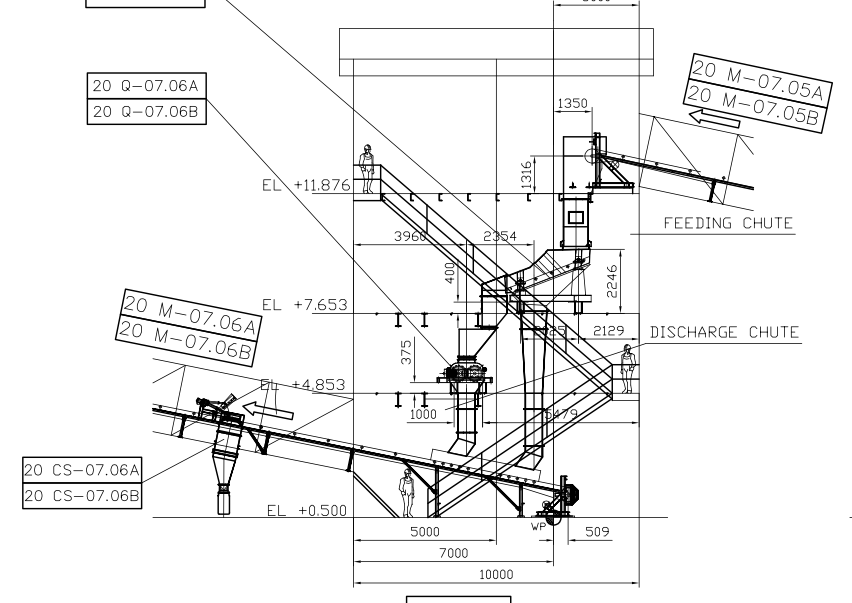 20 Q-07.06A
20 Q-07.06B
20 M-07.05A
20 M-07.05B
1350
1316
EL +11.876
FEEDING CHUTE
3960
2354
400
2246
EL +7.653
2129
DISCHARGE CHUTE
20 M-07.06A
20 M-07.06B
375
EL +4.853
1000
5479
20 CS-07.06A
20 CS-07.06B
EL +0.500
WP
5000
509
7000
10000